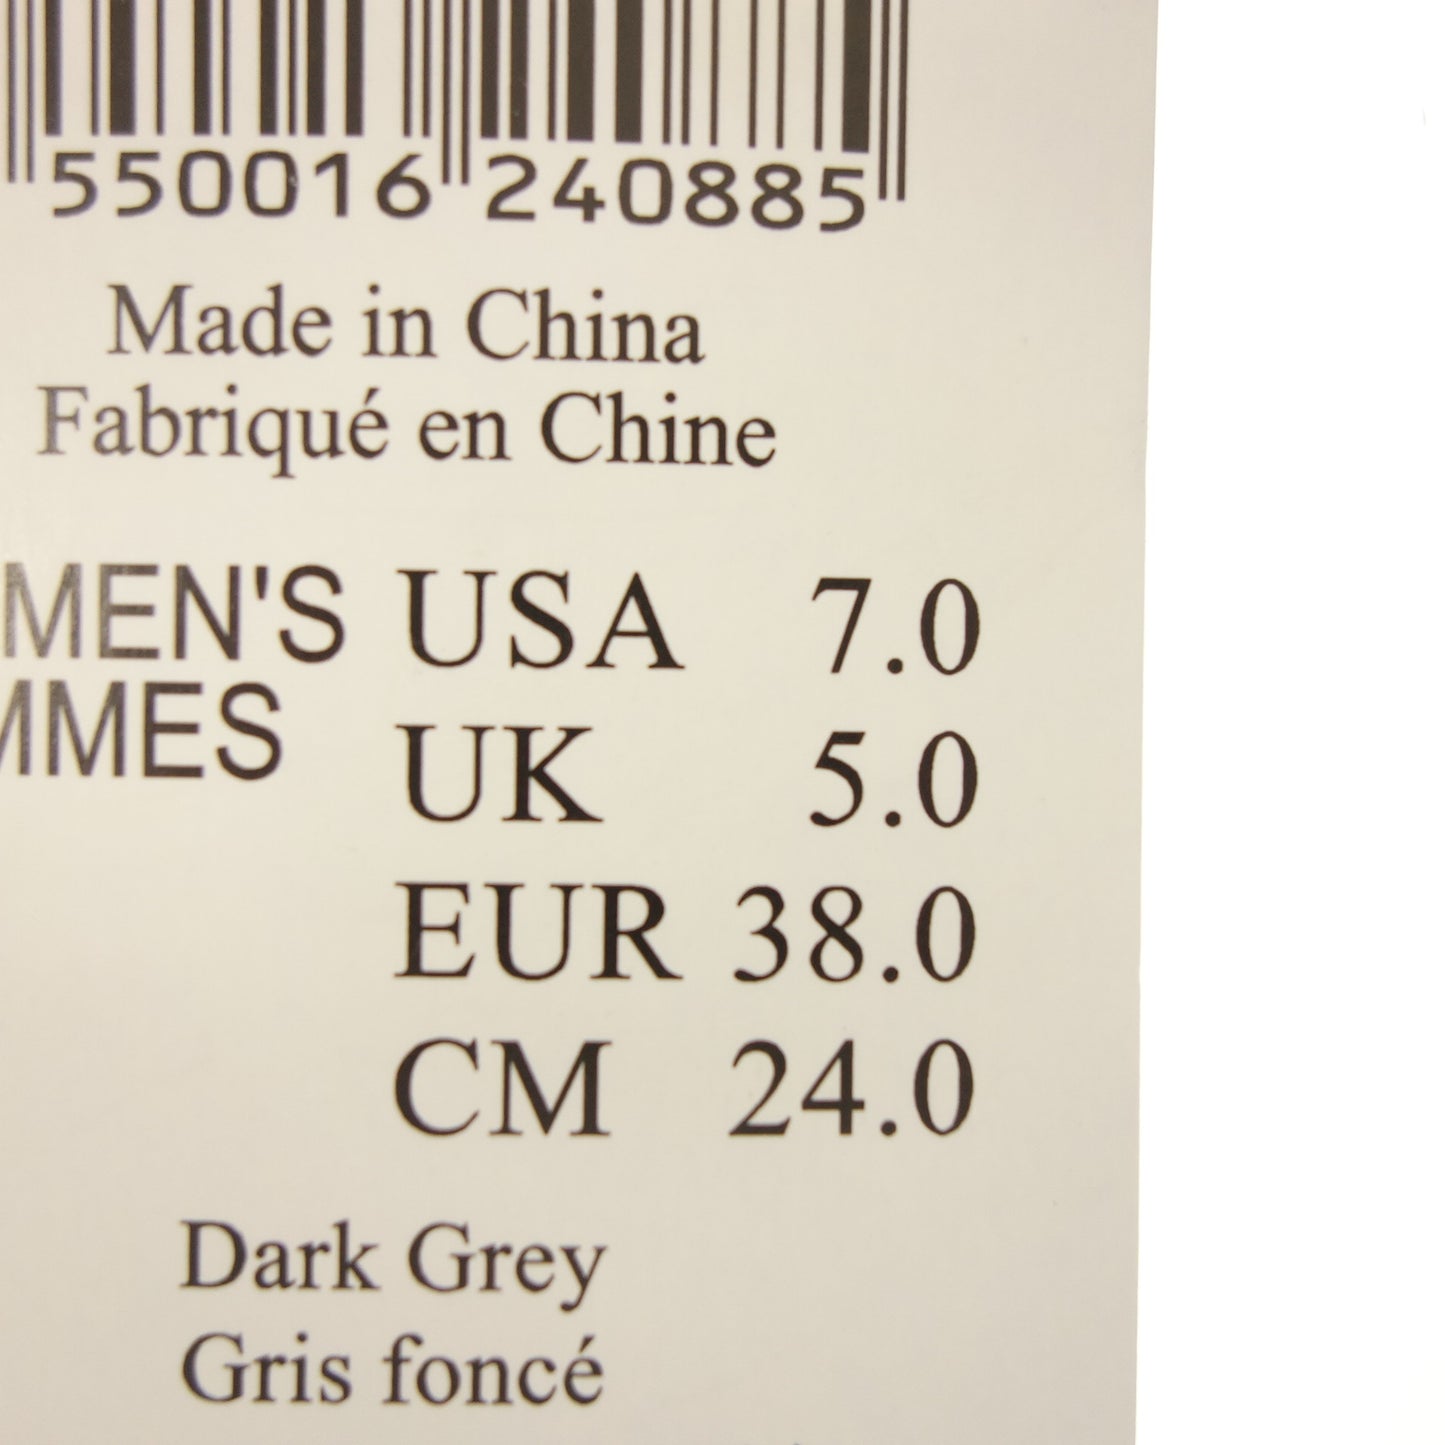 550016 240885
Made in China
Fabriqué en Chine
MEN'S USA 7.0
MMES
UK 5.0
EUR 38.0
CM 24.0
Dark Grey
Gris foncé